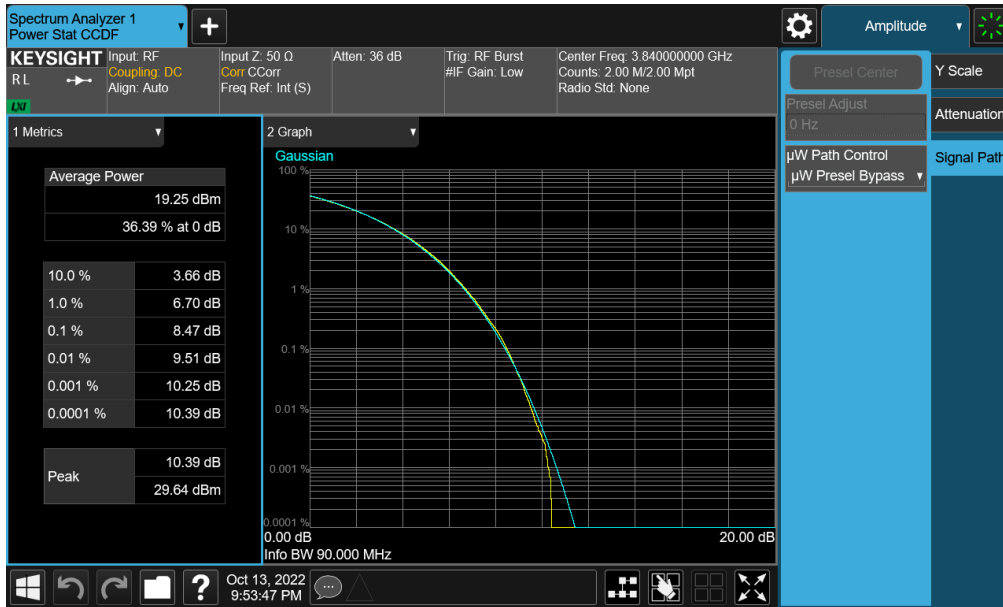 Spectrum Analyzer 1
Power Stat CCDF
+
Amplitude
KEYSIGHT
R L
LXI
Input: RF
Coupling: DC
Align: Auto
Input Z: 50 Ω
Corr CCorr
Freq Ref: Int (S)
Atten: 36 dB
Trig: RF Burst
#IF Gain: Low
Center Freq: 3.840000000 GHz
Counts: 2.00 M/2.00 Mpt
Radio Std: None
Presel Center
Presel Adjust
0 Hz
µW Path Control
µW Presel Bypass
Y Scale
Attenuation
Signal Path
1 Metrics
Average Power
19.25 dBm
36.39 % at 0 dB
10.0 % 3.66 dB
1.0 % 6.70 dB
0.1 % 8.47 dB
0.01 % 9.51 dB
0.001 % 10.25 dB
0.0001 % 10.39 dB
Peak
10.39 dB
29.64 dBm
2 Graph
Gaussian
100 %
10 %
1 %
0.1 %
0.01 %
0.001 %
0.0001 %
0.00 dB 20.00 dB
Info BW 90.000 MHz
?
Oct 13, 2022
9:53:47 PM